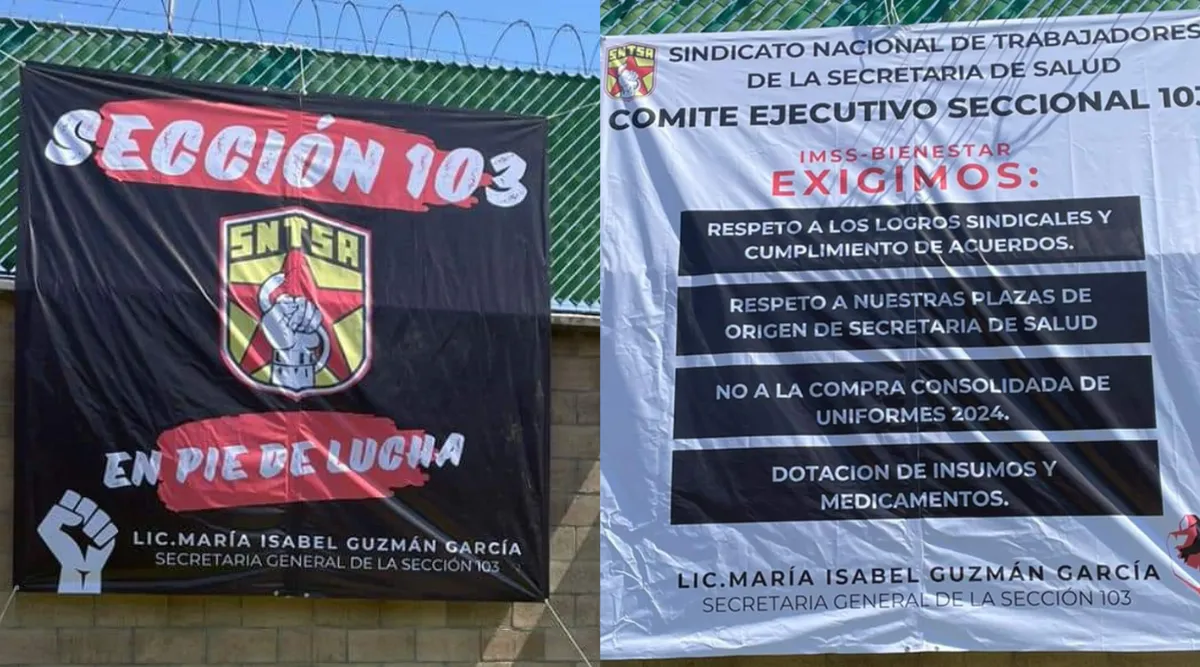 SECCIÓN 103
SNTSA
EN PIE DE LUCHA
LIC.MARÍA ISABEL GUZMÁN GARCÍA
SECRETARIA GENERAL DE LA SECCIÓN 103
SNTSA
SINDICATO NACIONAL DE TRABAJADORES
DE LA SECRETARIA DE SALUD
COMITE EJECUTIVO SECCIONAL
IMSS-BIENESTAR
EXIGIMOS:
RESPETO A LOS LOGROS SINDICALES Y
CUMPLIMIENTO DE ACUERDOS.
RESPETO A NUESTRAS PLAZAS DE
ORIGEN DE SECRETARIA DE SALUD
NO A LA COMPRA CONSOLIDADA DE
UNIFORMES 2024.
DOTACION DE INSUMOS Y
MEDICAMENTOS.
LIC.MARÍA ISABEL GUZMÁN GARCÍA
SECRETARIA GENERAL DE LA SECCIÓN 103